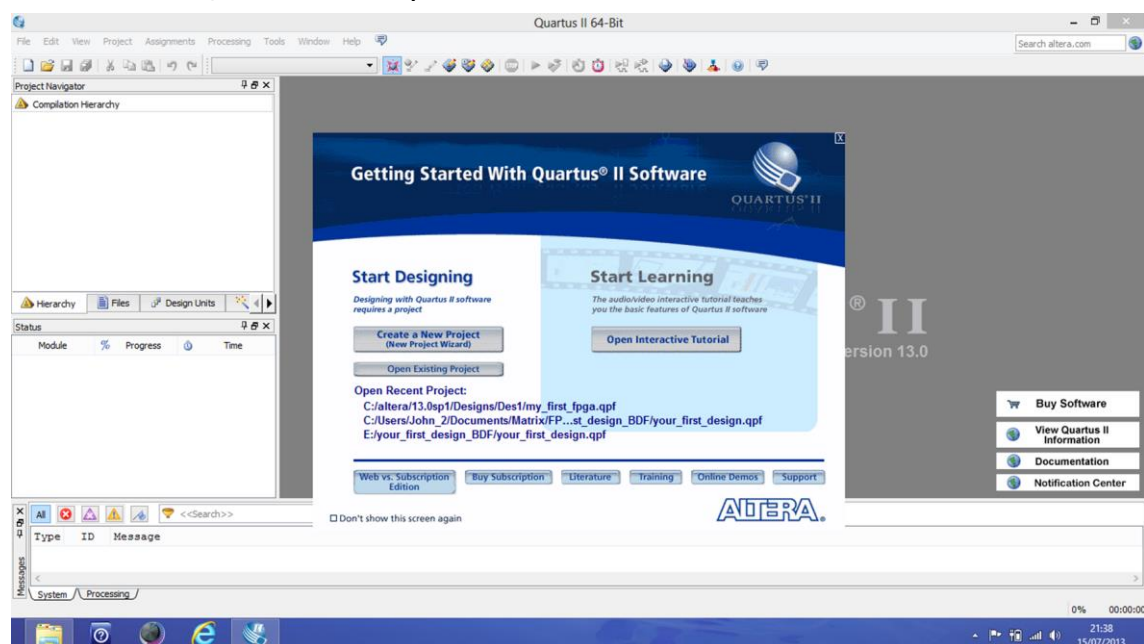 Quartus II 64-Bit
File Edit View Project Assignments Processing Tools Window Help
Search altera.com
Project Navigator
Compilation Hierarchy
Hierarchy Files Design Units
Status
Module % Progress Time
Getting Started With Quartus® II Software
QUARTUS® II
Start Designing
Designing with Quartus II software
requires a project
Create a New Project
(New Project Wizard)
Open Existing Project
Start Learning
The audio/video interactive tutorial teaches
you the basic features of Quartus II software
Open Interactive Tutorial
Open Recent Project:
C:/altera/13.0sp1/Designs/Des1/my_first_fpga.qpf
C:/Users/John_2/Documents/Matrix/FP...st_design_BDF/your_first_design.qpf
E:/your_first_design_BDF/your_first_design.qpf
Web vs. Subscription
Edition
Buy Subscription Literature Training Online Demos Support
Don't show this screen again
ALTERA®
® II
ersion 13.0
Buy Software
View Quartus II
Information
Documentation
Notification Center
All <<Search>>
Type ID Message
Messages
System Processing
0% 00:00:00
21:38
15/07/2013